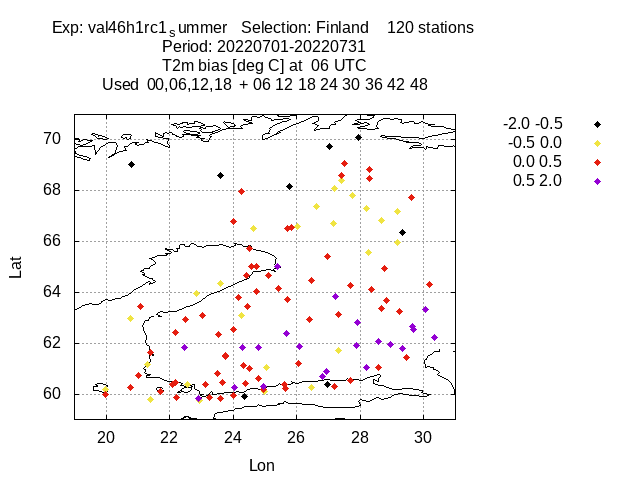 Exp: val46h1rc1summer Selection: Finland 120 stations
Period: 20220701-20220731
T2m bias [deg C] at 06 UTC
Used 00,06,12,18 + 06 12 18 24 30 36 42 48
-2.0 -0.5
-0.5 0.0
0.0 0.5
0.5 2.0
70
68
66
64
62
60
Lat
20 22 24 26 28 30
Lon